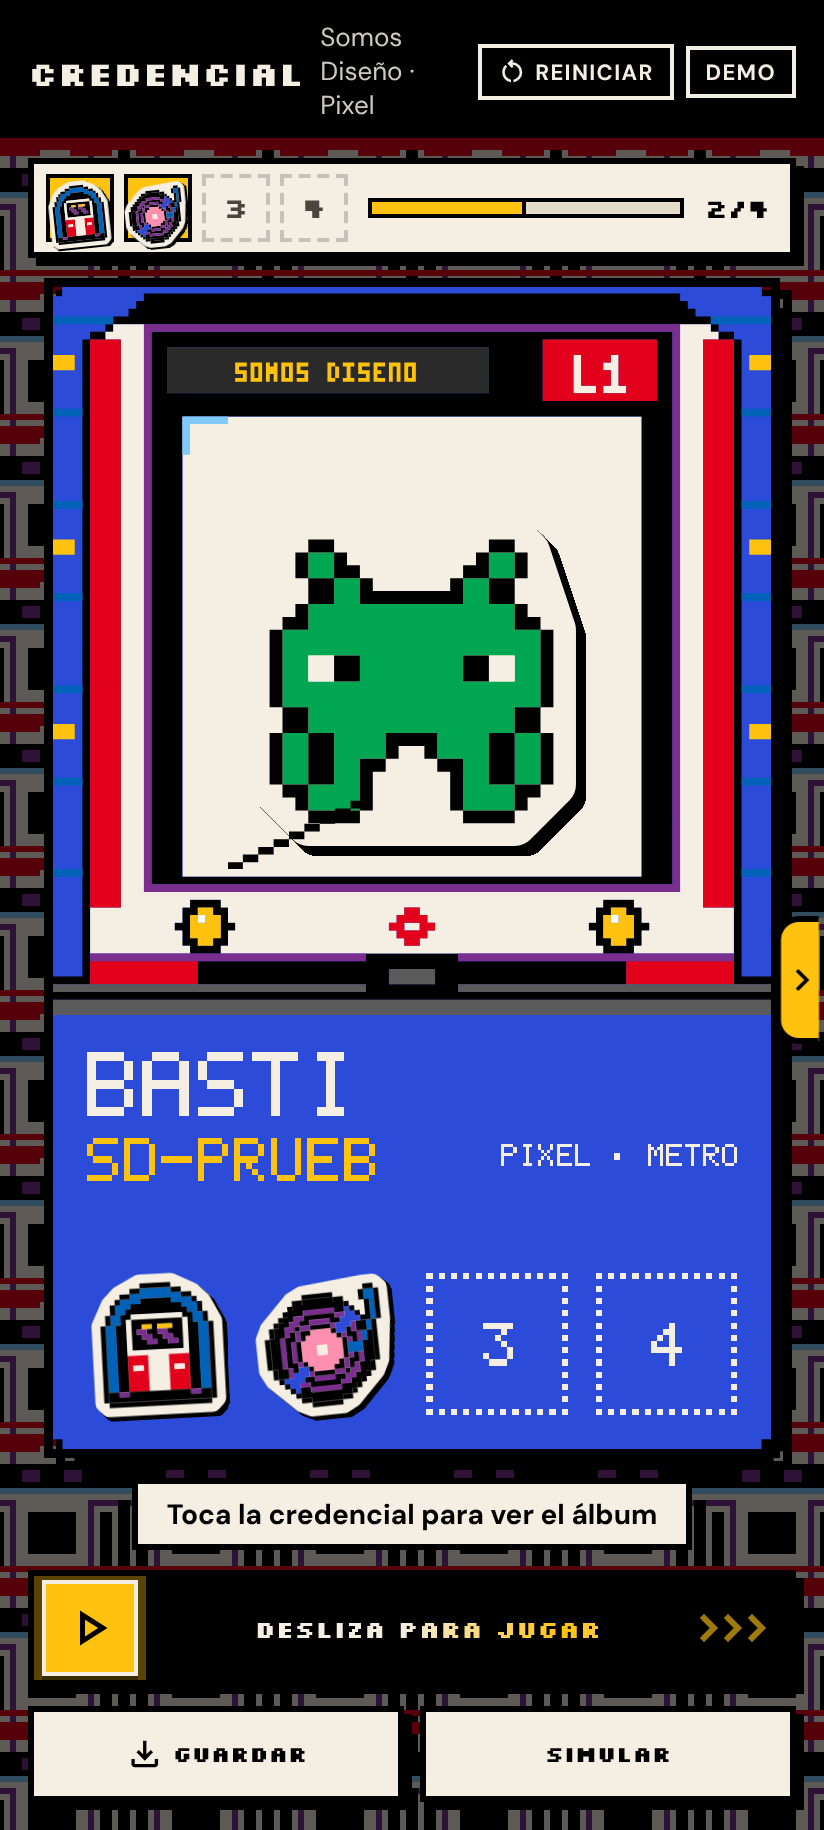 CREDENCIAL
Somos
Diseño ·
Pixel
REINICIAR
DEMO
3
4
2/4
SOMOS DISENO
L1
BASTI
SD-PRUEB
PIXEL · METRO
3
4
Toca la credencial para ver el álbum
DESLIZA PARA JUGAR
GUARDAR
SIMULAR